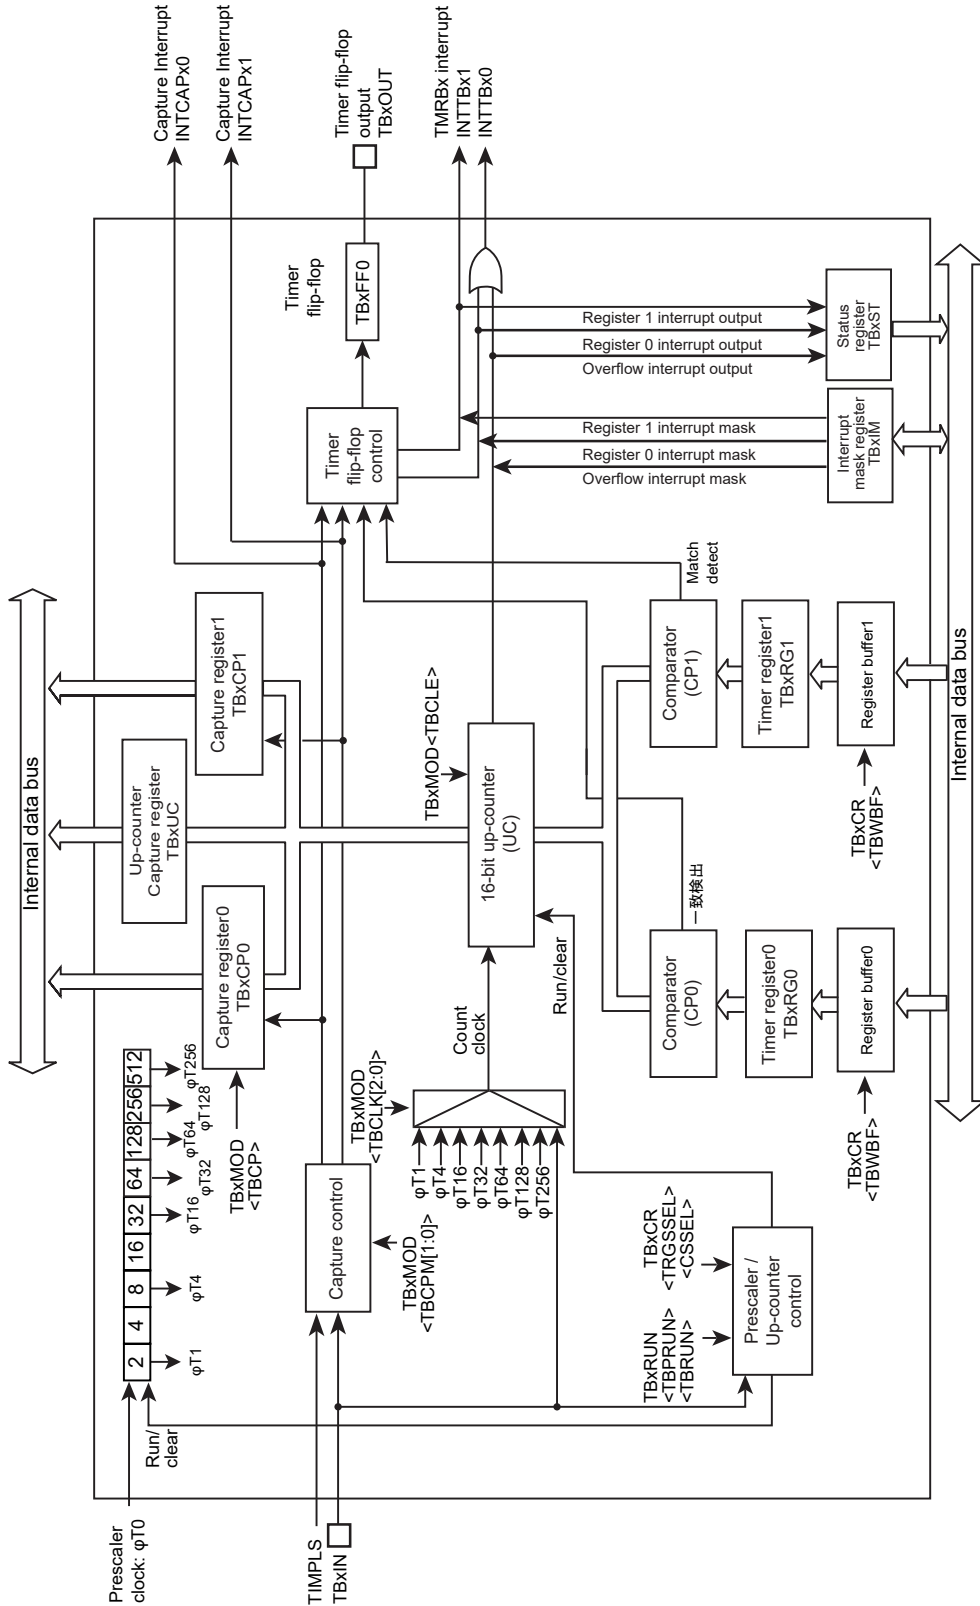 Internal data bus
Prescaler
clock: φT0
Run/
clear
2
4
8
16
32
64
128
256
512
φT1
φT4
φT16
φT32
φT64
φT128
φT256
TBxMOD
<TBCP>
Capture register0
TBxCP0
Up-counter
Capture register
TBxUC
Capture register1
TBxCP1
Capture Interrupt
INTCAPx0
Capture Interrupt
INTCAPx1
TIMPLS
TBxIN
Capture control
TBxMOD
<TBCPM[1:0]>
TBxMOD
<TBCLK[2:0]>
φT1
φT4
φT16
φT32
φT64
φT128
φT256
Count
clock
TBxMOD<TBCLE>
16-bit up-counter
(UC)
Run/clear
Timer
flip-flop
control
Timer
flip-flop
TBxFF0
Timer flip-flop
output
TBxOUT
TMRBx interrupt
INTTBx1
INTTBx0
TBxRUN
<TBPRUN>
<TBRUN>
TBxCR
<TRGSSEL>
<CSSEL>
Prescaler /
Up-counter
control
Comparator
(CP0)
一致検出
Timer register0
TBxRG0
Register buffer0
TBxCR
<TBWBF>
Comparator
(CP1)
Match
detect
Timer register1
TBxRG1
Register buffer1
TBxCR
<TBWBF>
Register 1 interrupt mask
Register 0 interrupt mask
Overflow interrupt mask
Interrupt
mask register
TBxIM
Register 1 interrupt output
Register 0 interrupt output
Overflow interrupt output
Status
register
TBxST
Internal data bus